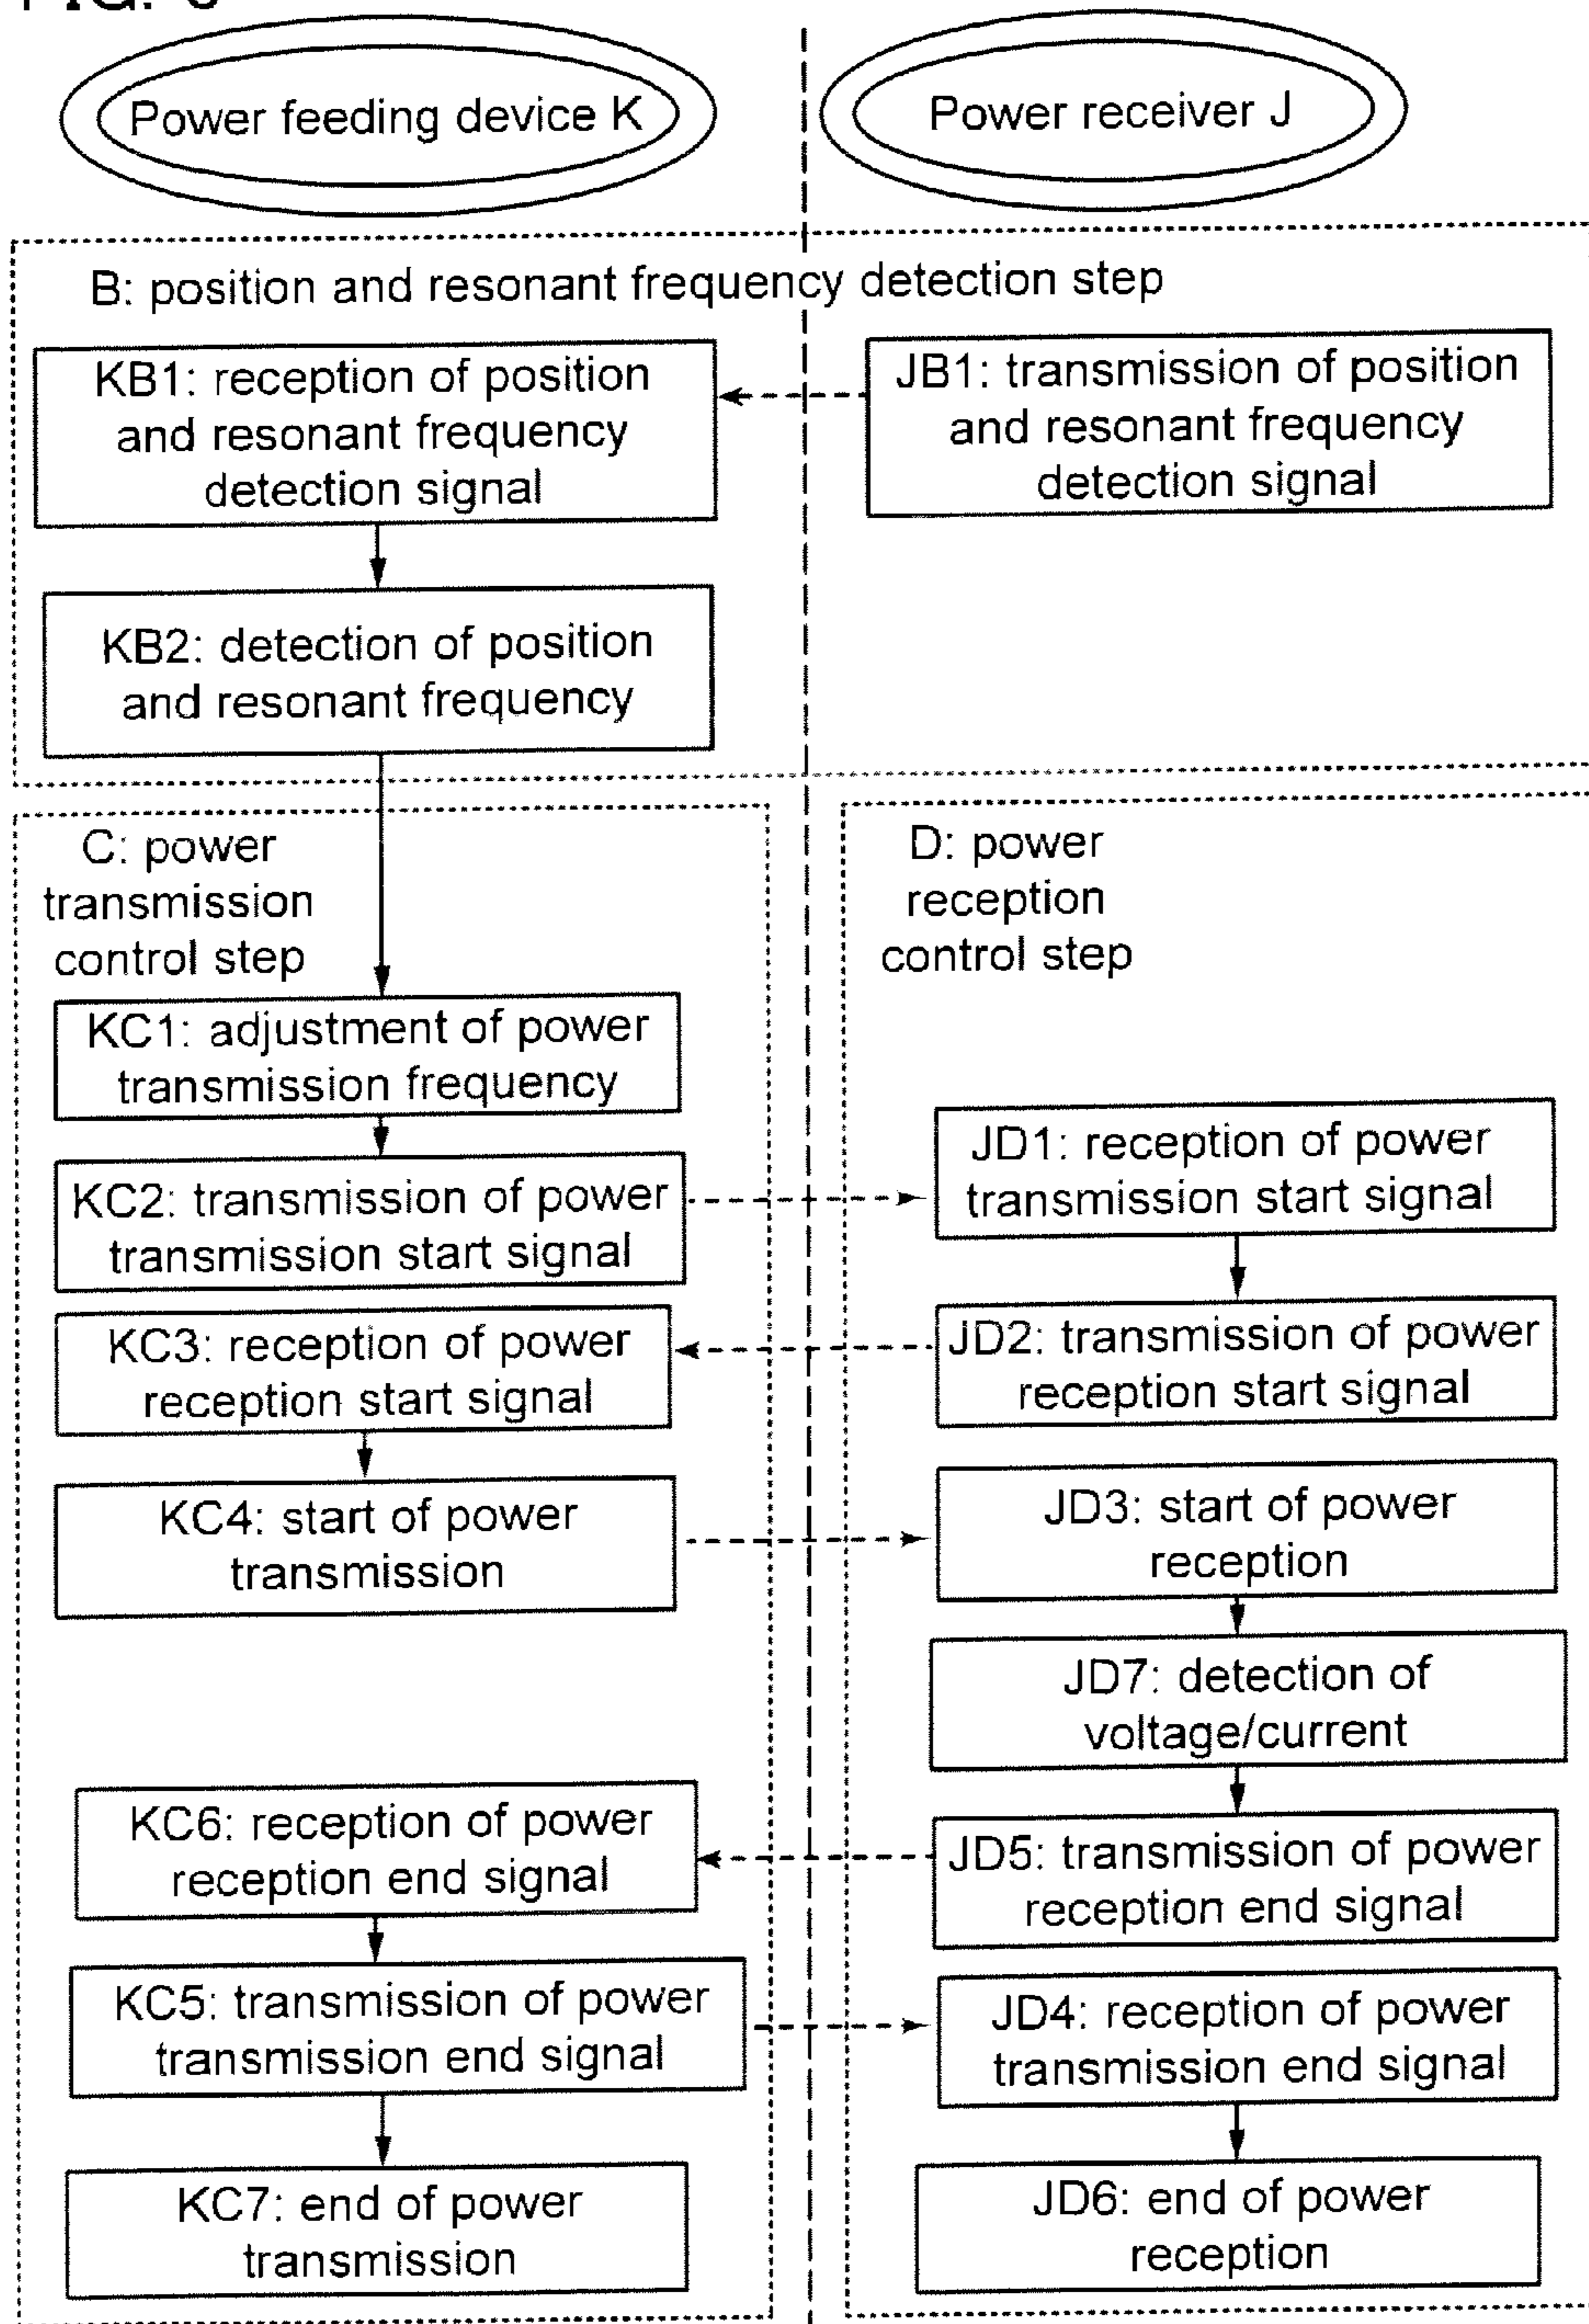 Power feeding device K
Power receiver J
B: position and resonant frequency detection step
KB1: reception of position
and resonant frequency
detection signal
JB1: transmission of position
and resonant frequency
detection signal
KB2: detection of position
and resonant frequency
C: power
transmission
control step
D: power
reception
control step
KC1: adjustment of power
transmission frequency
KC2: transmission of power
transmission start signal
JD1: reception of power
transmission start signal
KC3: reception of power
reception start signal
JD2: transmission of power
reception start signal
KC4: start of power
transmission
JD3: start of power
reception
JD7: detection of
voltage/current
KC6: reception of power
reception end signal
JD5: transmission of power
reception end signal
KC5: transmission of power
transmission end signal
JD4: reception of power
transmission end signal
KC7: end of power
transmission
JD6: end of power
reception